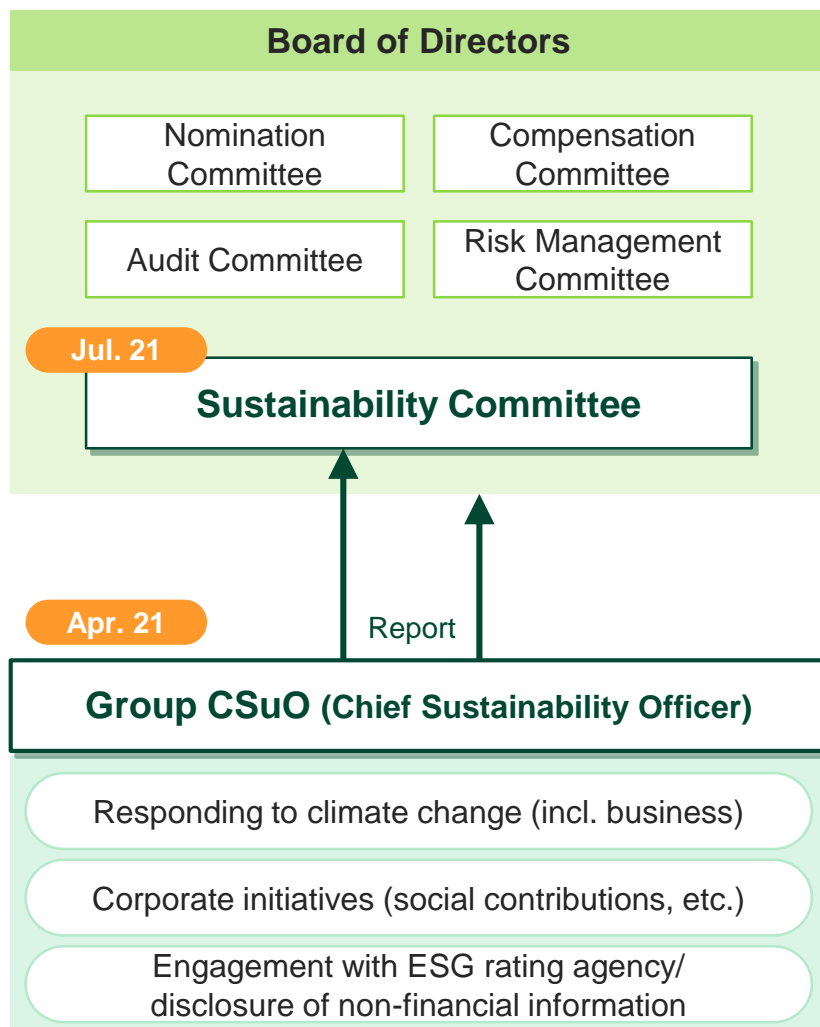 Board of Directors
Nomination
Committee
Compensation
Committee
Audit Committee
Risk Management
Committee
Jul. 21
Sustainability Committee
Apr. 21
Report
Group CSuO (Chief Sustainability Officer)
Responding to climate change (incl. business)
Corporate initiatives (social contributions, etc.)
Engagement with ESG rating agency/
disclosure of non-financial information